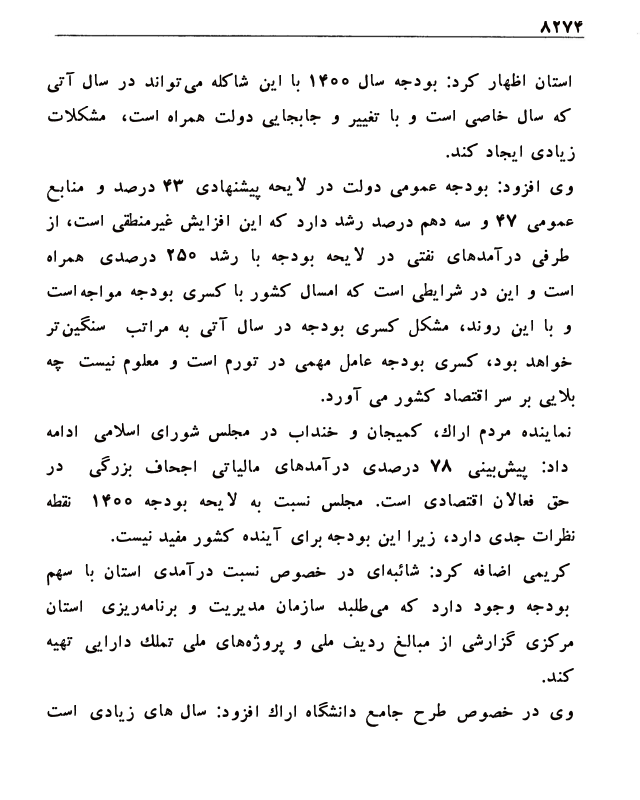 ۸۲۷۴
استان اظهار کرد: بودجه سال ۱۴۰۰ با این شاکله می‌تواند در سال آتی
که سال خاصی است و با تغییر و جابجایی دولت همراه است، مشکلات
زیادی ایجاد کند.
وی افزود: بودجه عمومی دولت در لایحه پیشنهادی ۴۳ درصد و منابع
عمومی ۴۷ و سه دهم درصد رشد دارد که این افزایش غیرمنطقی است، از
طرفی درآمدهای نفتی در لایحه بودجه با رشد ۲۵۰ درصدی همراه
است و این در شرایطی است که امسال کشور با کسری بودجه مواجه است
و با این روند، مشکل کسری بودجه در سال آتی به مراتب سنگین‌تر
خواهد بود، کسری بودجه عامل مهمی در تورم است و معلوم نیست چه
بلایی بر سر اقتصاد کشور می آورد.
نماینده مردم اراك، کمیجان و خنداب در مجلس شورای اسلامی ادامه
داد: پیش‌بینی ۷۸ درصدی درآمدهای مالیاتی اجحاف بزرگی در
حق فعالان اقتصادی است. مجلس نسبت به لایحه بودجه ۱۴۰۰ نقطه
نظرات جدی دارد، زیرا این بودجه برای آینده کشور مفید نیست.
کریمی اضافه کرد: شائبه‌ای در خصوص نسبت درآمدی استان با سهم
بودجه وجود دارد که می‌طلبد سازمان مدیریت و برنامه‌ریزی استان
مرکزی گزارشی از مبالغ ردیف ملی و پروژه‌های ملی تملك دارایی تهیه
کند.
وی در خصوص طرح جامع دانشگاه اراك افزود: سال های زیادی است